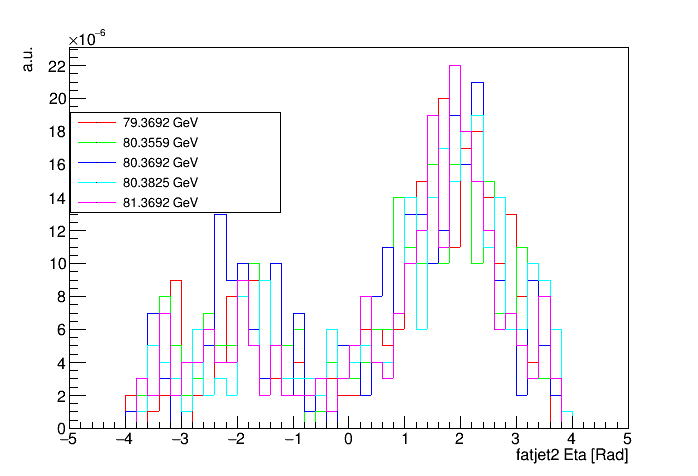 ×10⁻⁶
a.u.
22
20
18
16
14
12
10
8
6
4
2
0
79.3692 GeV
80.3559 GeV
80.3692 GeV
80.3825 GeV
81.3692 GeV
−5 −4 −3 −2 −1 0 1 2 3 4 5
fatjet2 Eta [Rad]